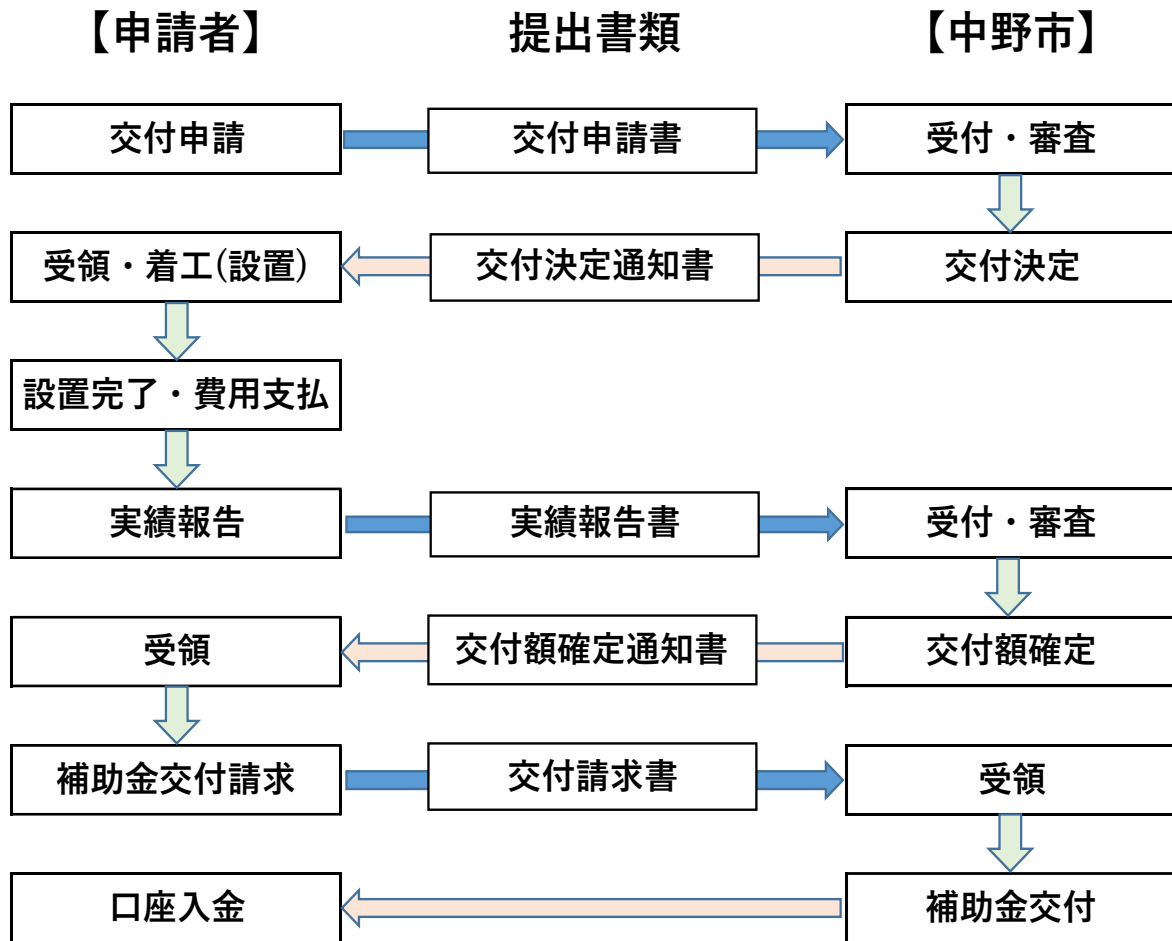 【申請者】 提出書類 【中野市】
交付申請 交付申請書 受付・審査
受領・着工(設置) 交付決定通知書 交付決定
設置完了・費用支払
実績報告 実績報告書 受付・審査
受領 交付額確定通知書 交付額確定
補助金交付請求 交付請求書 受領
口座入金 補助金交付